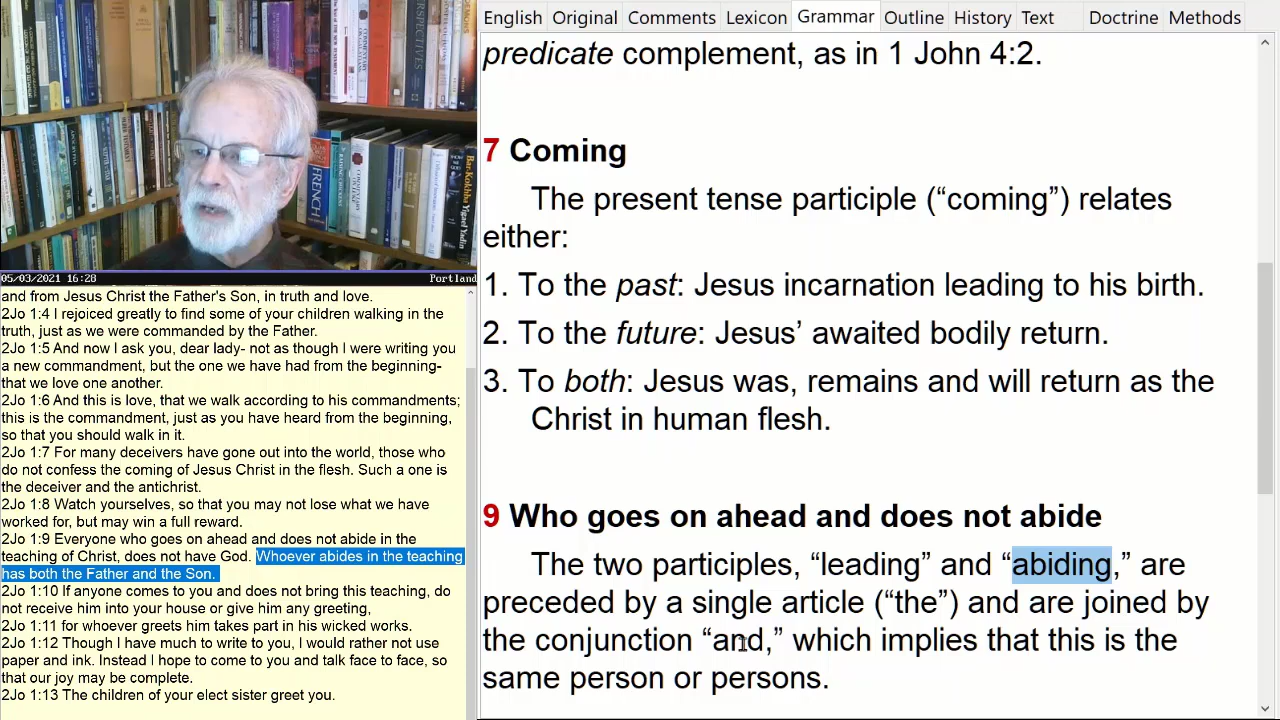 English Original Comments Lexicon Grammar Outline History Text Doctrine Methods
predicate complement, as in 1 John 4:2.
7 Coming
The present tense participle (“coming”) relates
either:
1. To the past: Jesus incarnation leading to his birth.
2. To the future: Jesus’ awaited bodily return.
3. To both: Jesus was, remains and will return as the
Christ in human flesh.
9 Who goes on ahead and does not abide
The two participles, “leading” and “abiding,” are
preceded by a single article (“the”) and are joined by
the conjunction “and,” which implies that this is the
same person or persons.
FRENCH
Bar-Kokhba Yigael Yadin
05/03/2021 16:28 Portland
and from Jesus Christ the Father's Son, in truth and love.
2Jo 1:4 I rejoiced greatly to find some of your children walking in the
truth, just as we were commanded by the Father.
2Jo 1:5 And now I ask you, dear lady- not as though I were writing you
a new commandment, but the one we have had from the beginning-
that we love one another.
2Jo 1:6 And this is love, that we walk according to his commandments;
this is the commandment, just as you have heard from the beginning,
so that you should walk in it.
2Jo 1:7 For many deceivers have gone out into the world, those who
do not confess the coming of Jesus Christ in the flesh. Such a one is
the deceiver and the antichrist.
2Jo 1:8 Watch yourselves, so that you may not lose what we have
worked for, but may win a full reward.
2Jo 1:9 Everyone who goes on ahead and does not abide in the
teaching of Christ, does not have God. Whoever abides in the teaching
has both the Father and the Son.
2Jo 1:10 If anyone comes to you and does not bring this teaching, do
not receive him into your house or give him any greeting,
2Jo 1:11 for whoever greets him takes part in his wicked works.
2Jo 1:12 Though I have much to write to you, I would rather not use
paper and ink. Instead I hope to come to you and talk face to face, so
that our joy may be complete.
2Jo 1:13 The children of your elect sister greet you.